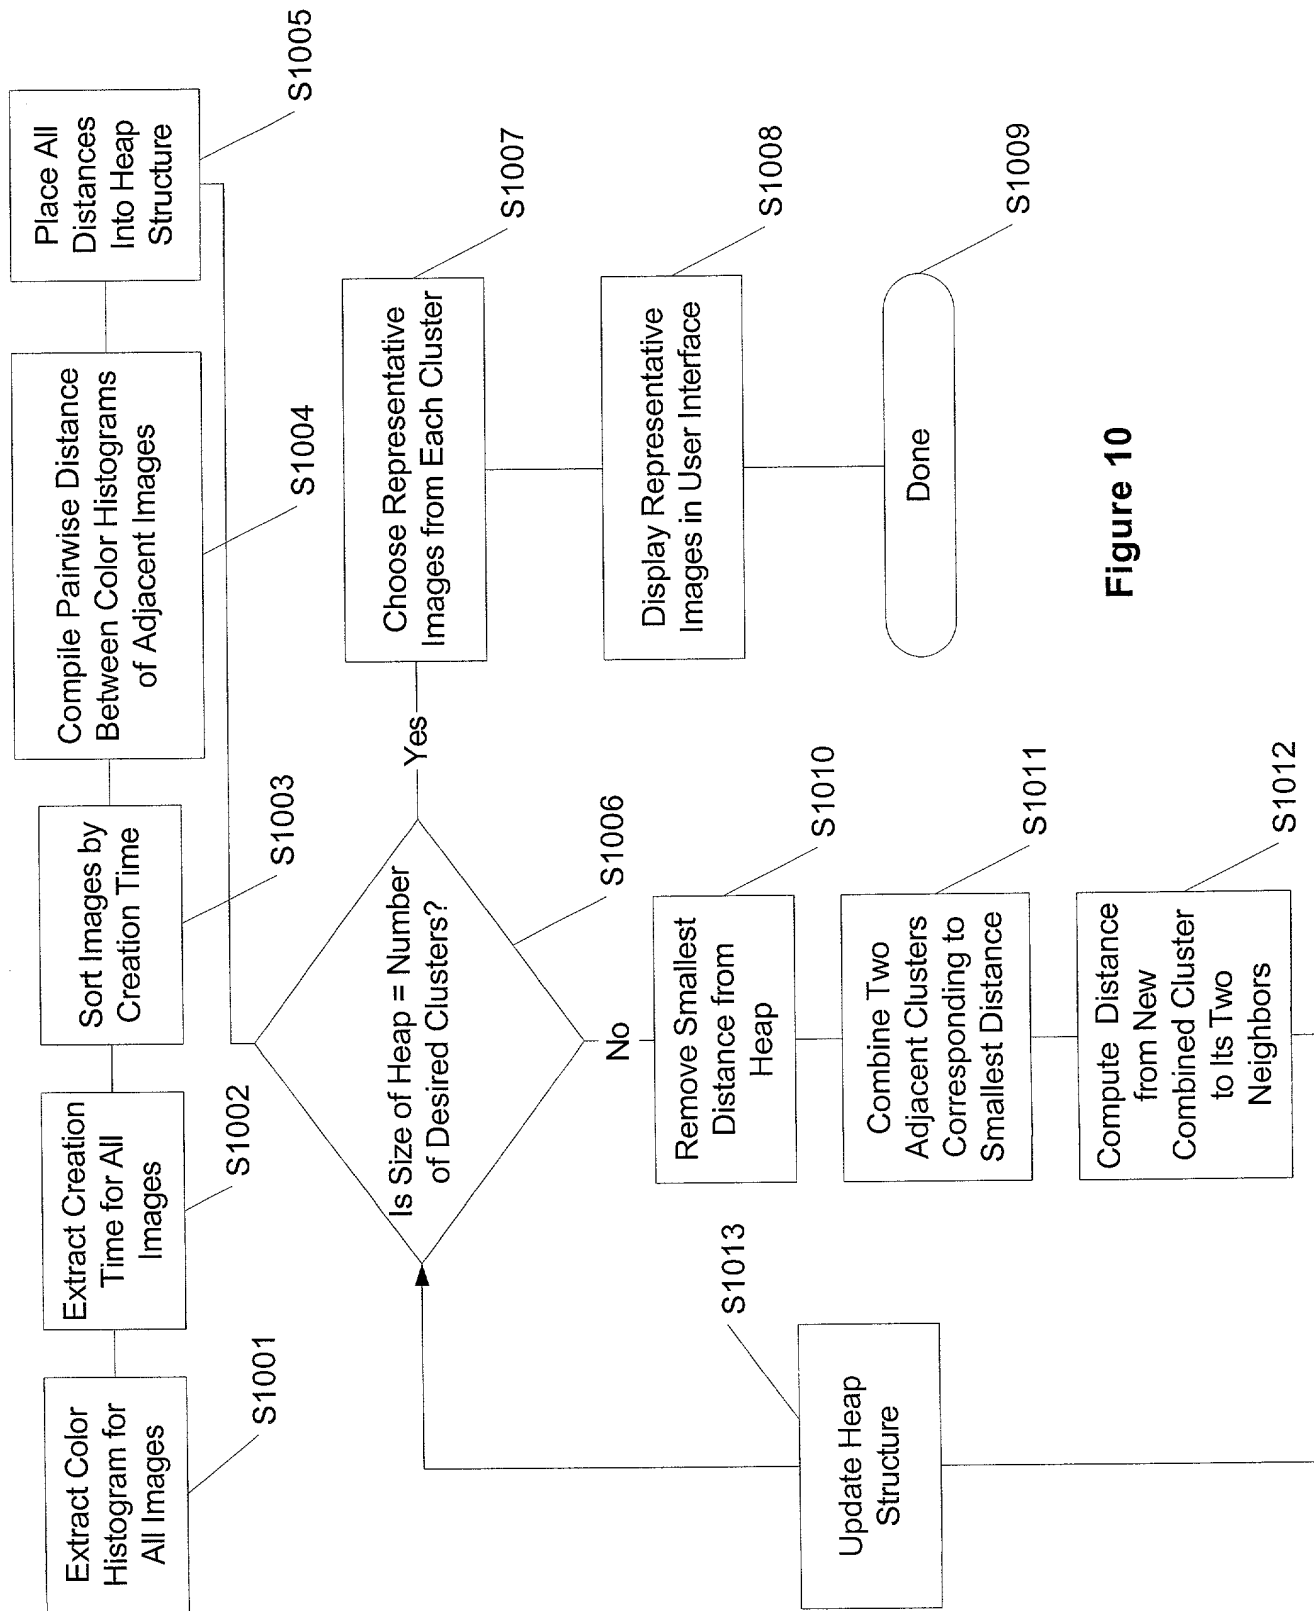 Extract Color
Histogram for
All Images
S1001
Extract Creation
Time for All
Images
S1002
Sort Images by
Creation Time
S1003
Compile Pairwise Distance
Between Color Histograms
of Adjacent Images
S1004
Place All
Distances
Into Heap
Structure
S1005
Is Size of Heap = Number
of Desired Clusters?
S1006
Yes
Choose Representative
Images from Each Cluster
S1007
Display Representative
Images in User Interface
S1008
Done
S1009
No
Remove Smallest
Distance from
Heap
S1010
Combine Two
Adjacent Clusters
Corresponding to
Smallest Distance
S1011
Compute Distance
from New
Combined Cluster
to Its Two
Neighbors
S1012
Update Heap
Structure
S1013
Figure 10